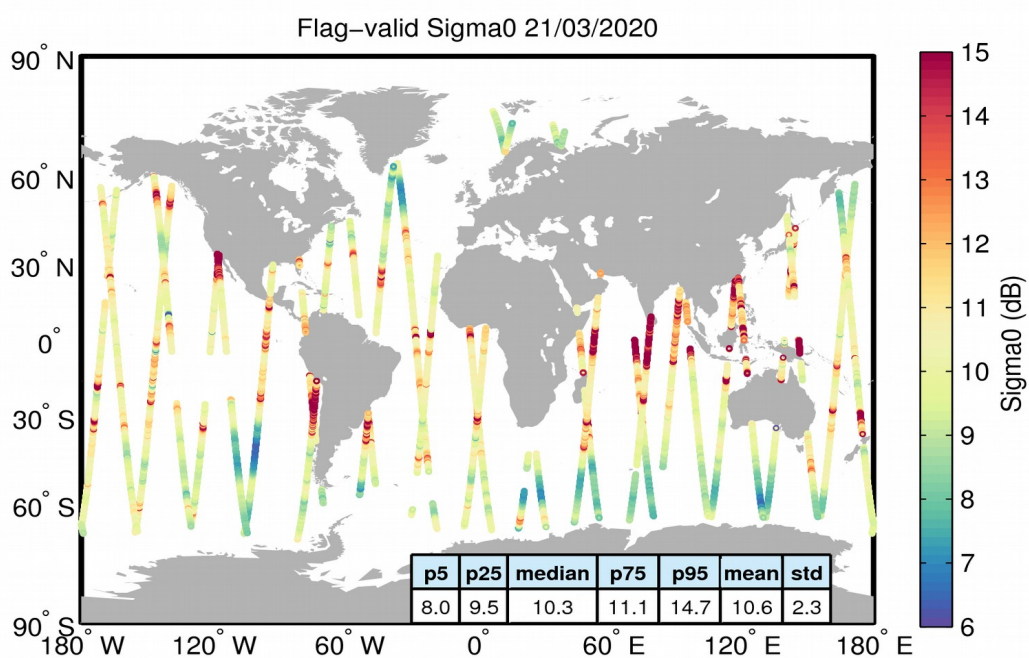 Flag−valid Sigma0 21/03/2020
90° N
60° N
30° N
0°
30° S
60° S
90° S
180° W
120° W
60° W
0°
60° E
120° E
180° E
p5 p25 median p75 p95 mean std
8.0 9.5 10.3 11.1 14.7 10.6 2.3
15
14
13
12
11
10
9
8
7
6
Sigma0 (dB)